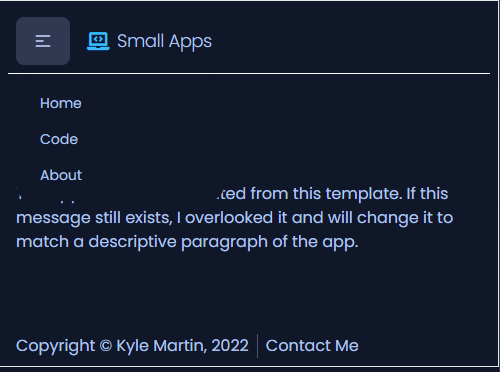 Small Apps
Home
Code
About
from this template. If this
message still exists, I overlooked it and will change it to
match a descriptive paragraph of the app.
Copyright © Kyle Martin, 2022 Contact Me